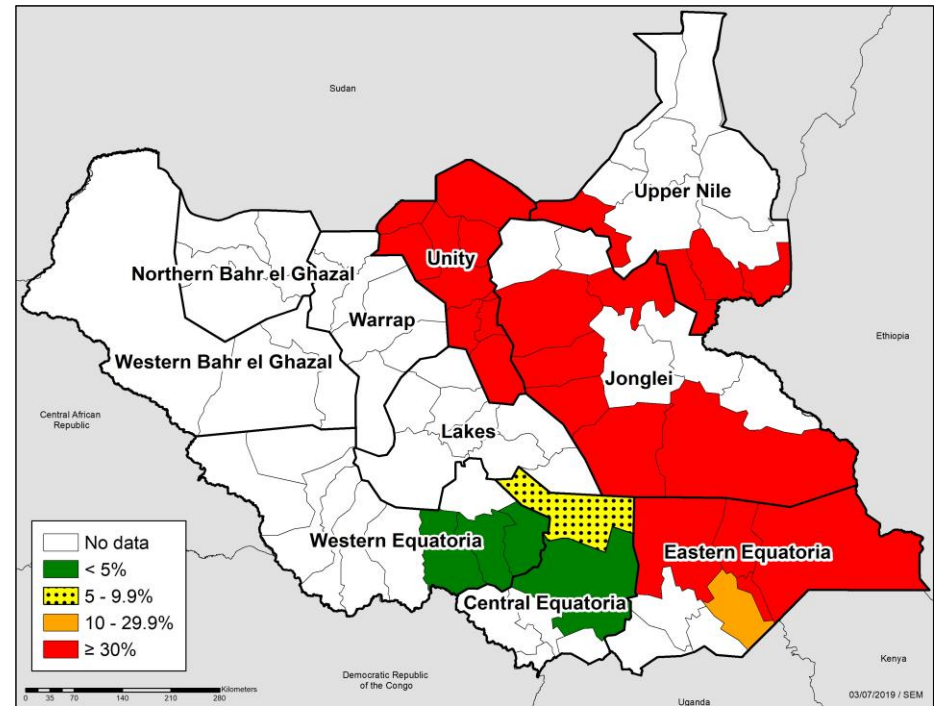 Sudan
Upper Nile
Unity
Northern Bahr el Ghazal
Warrap
Ethiopia
Western Bahr el Ghazal
Jonglei
Central African
Republic
Lakes
No data
< 5%
5 - 9.9%
10 - 29.9%
≥ 30%
Western Equatoria
Eastern Equatoria
Central Equatoria
Democratic Republic
of the Congo
Kenya
Uganda
Kilometers
0 35 70 140 210 280
03/07/2019 / SEM